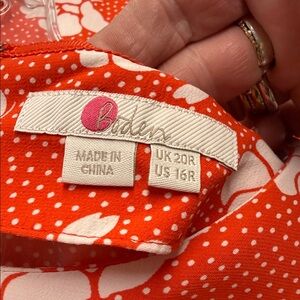 Boden
MADE IN
CHINA
UK 20R
US 16R